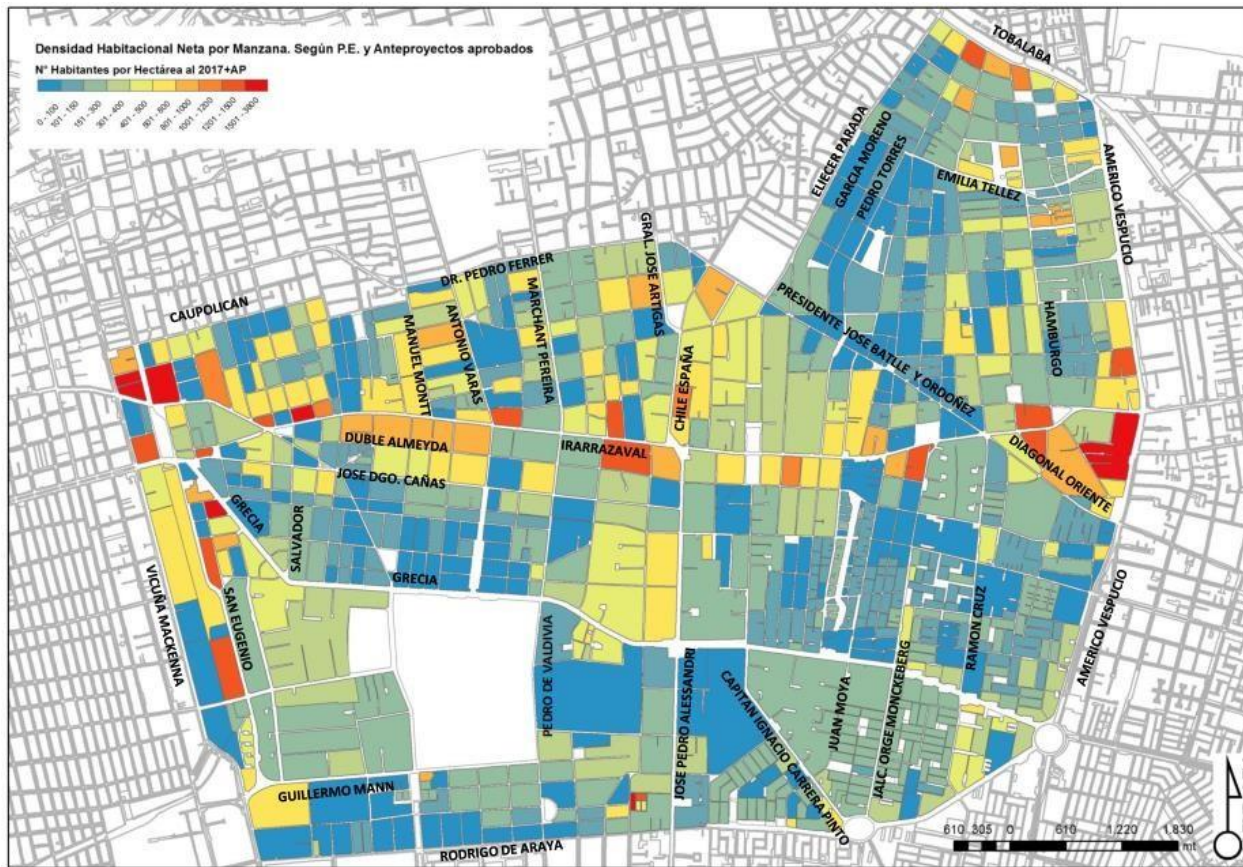 Densidad Habitacional Neta por Manzana. Según P.E. y Anteproyectos aprobados
N° Habitantes por Hectárea al 2017+AP
0 - 100
101 - 150
151 - 300
301 - 400
401 - 500
501 - 800
801 - 1000
1001 - 1200
1201 - 1500
1501 - 3800
TOBALABA
ELIECER PARADA
GARCIA MORENO
PEDRO TORRES
EMILIA TELLEZ
AMERICO VESPUCIO
DR. PEDRO FERRER
GRAL. JOSE ARTIGAS
CAUPOLICAN
MANUEL MONTT
ANTONIO VARAS
MARCHANT PEREIRA
PRESIDENTE JOSE BATLLE Y ORDOÑEZ
HAMBURGO
CHILE ESPAÑA
DUBLE ALMEYDA
IRARRAZAVAL
DIAGONAL ORIENTE
JOSE DGO. CAÑAS
GRECIA
SALVADOR
GRECIA
VICUÑA MACKENNA
SAN EUGENIO
PEDRO DE VALDIVIA
JOSE PEDRO ALESSANDRI
CAPITAN IGNACIO CARRERA PINTO
JUAN MOYA
JALC. ORGE MONCKEBERG
RAMON CRUZ
AMERICO VESPUCIO
GUILLERMO MANN
RODRIGO DE ARAYA
610 305 0 610 1.220 1.830
mt